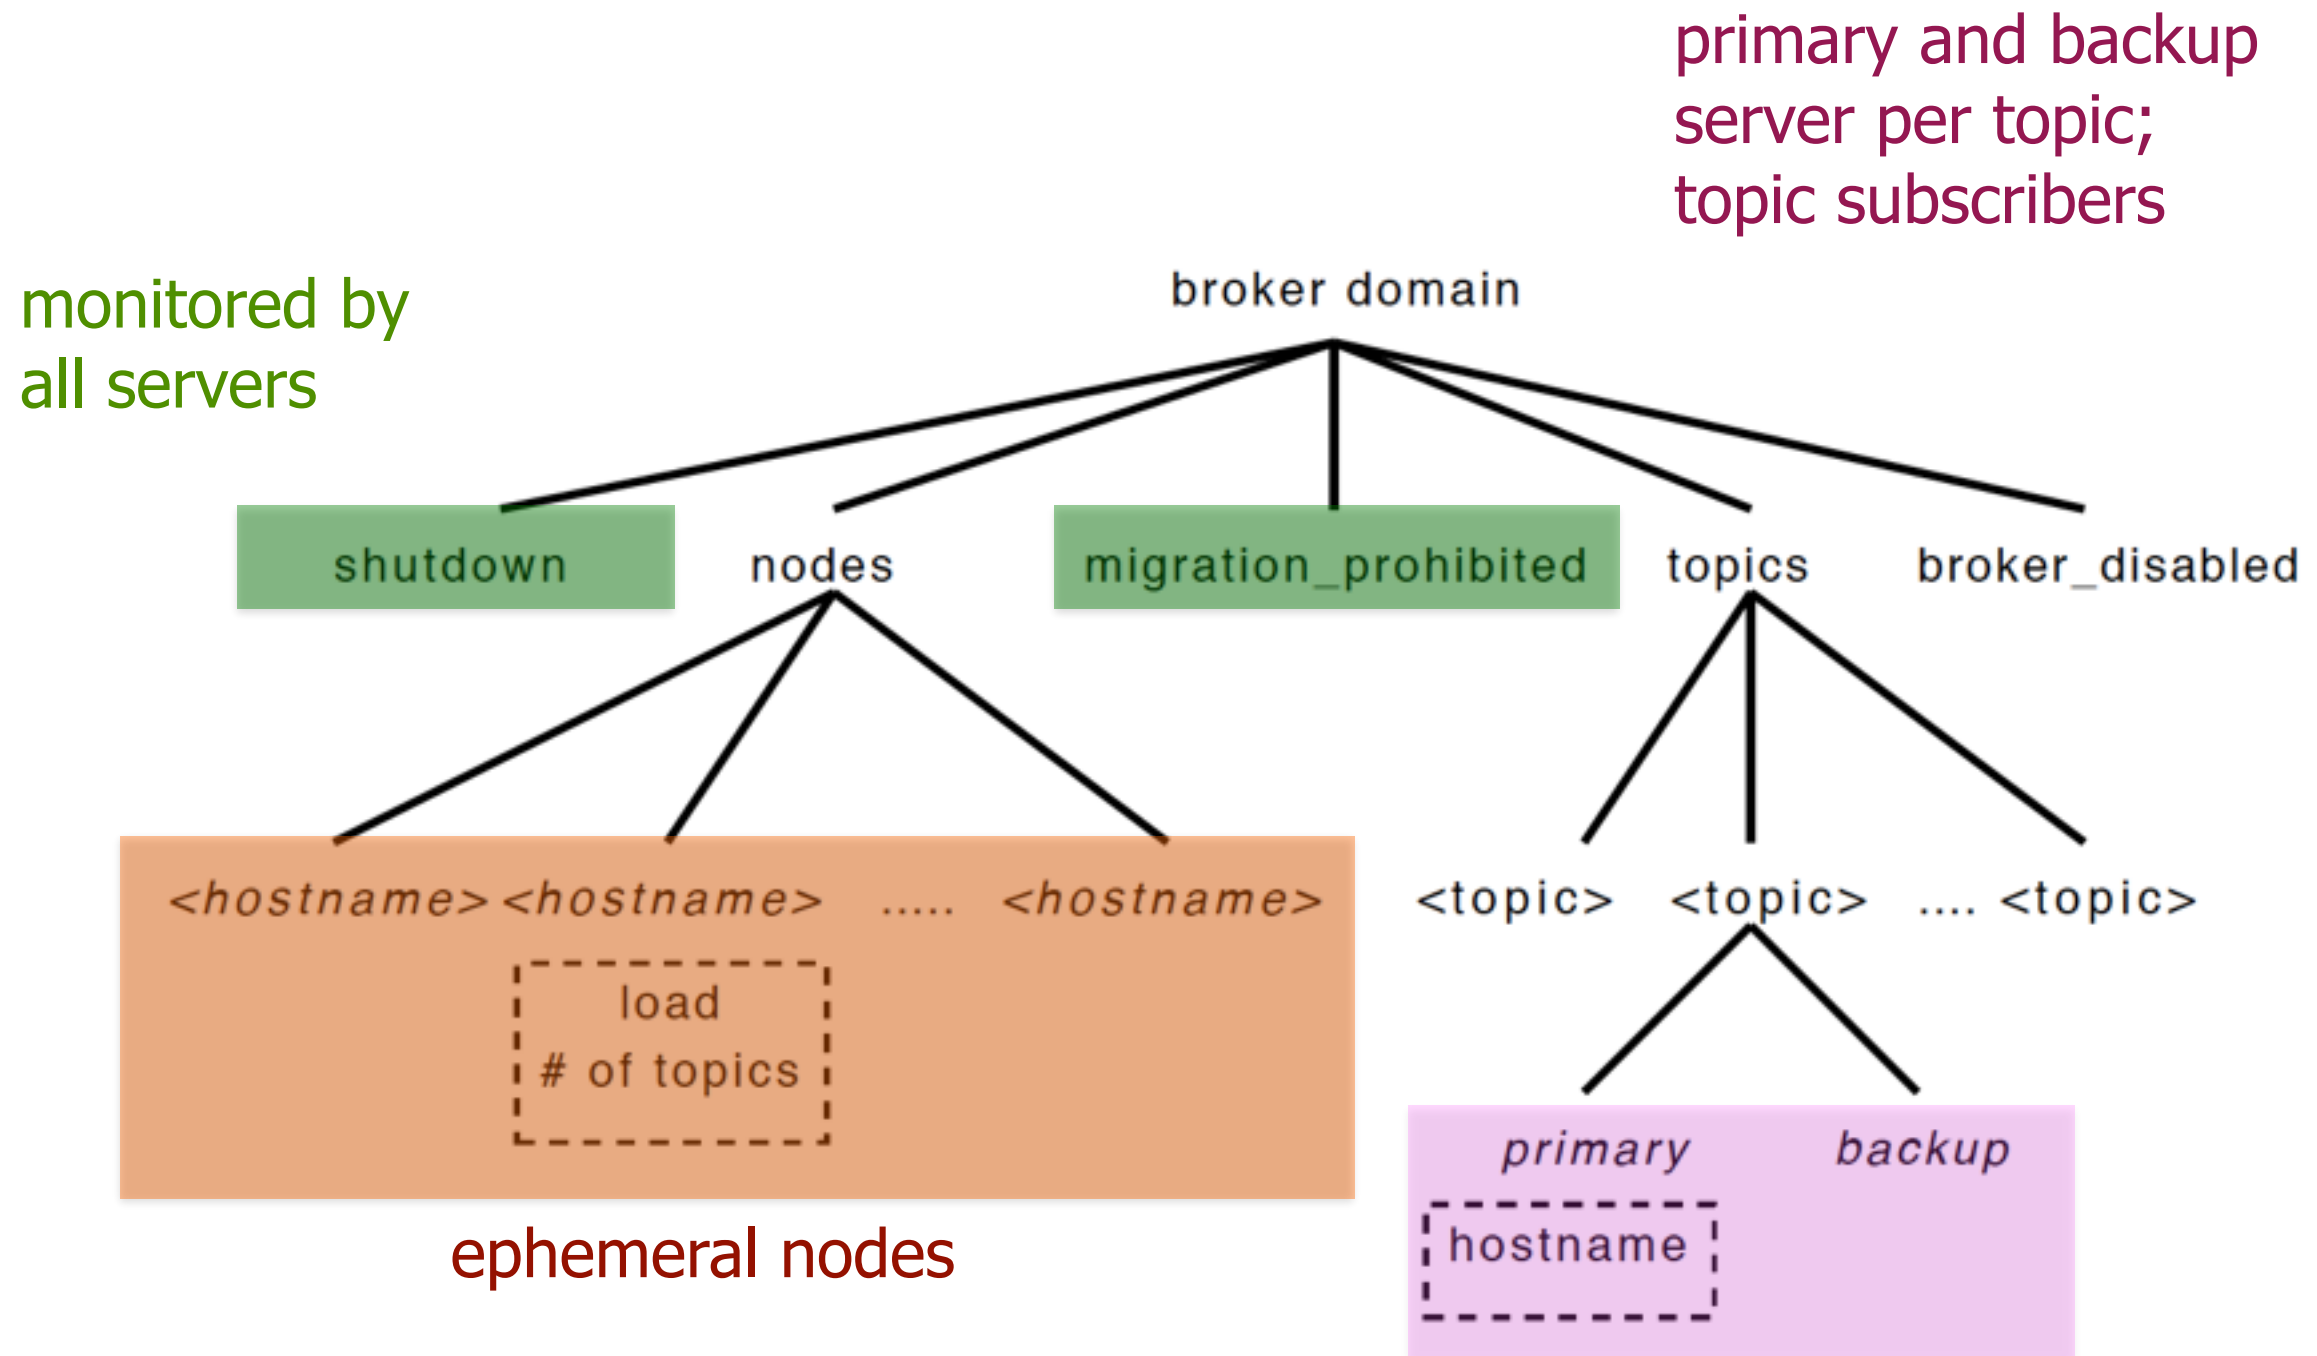 primary and backup
server per topic;
topic subscribers
monitored by
all servers
broker domain
shutdown nodes migration_prohibited topics broker_disabled
<hostname> <hostname> ..... <hostname> <topic> <topic> .... <topic>
load
# of topics
primary backup
hostname
ephemeral nodes